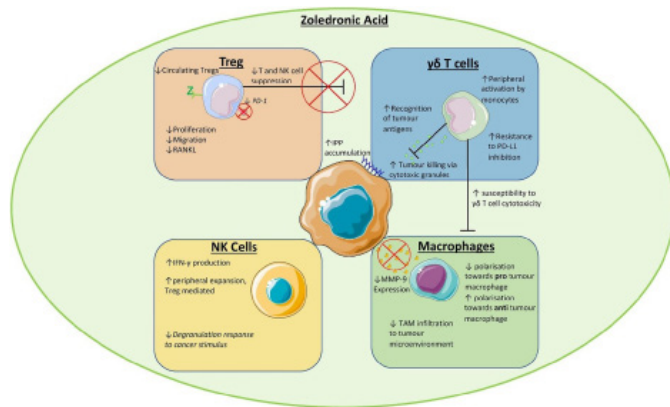 Zoledronic Acid
Treg
↓Circulating Tregs
↓T and NK cell
suppression
Z
↓ PD-1
↓Proliferation
↓Migration
↓RANKL
↑IPP
accumulation
γδ T cells
↑Peripheral
activation by
monocytes
↑Recognition
of tumour
antigens
↑Resistance
to PD-L1
inhibition
↑ Tumour killing via
cytotoxic granules
↑ susceptibility to
γδ T cell cytotoxicity
NK Cells
↑IFN-γ production
↑peripheral expansion,
Treg mediated
↓Degranulation response
to cancer stimulus
Macrophages
↓MMP-9
Expression
↓ polarisation
towards pro tumour
macrophage
↑ polarisation
towards anti tumour
macrophage
↓ TAM infiltration to
tumour
microenvironment